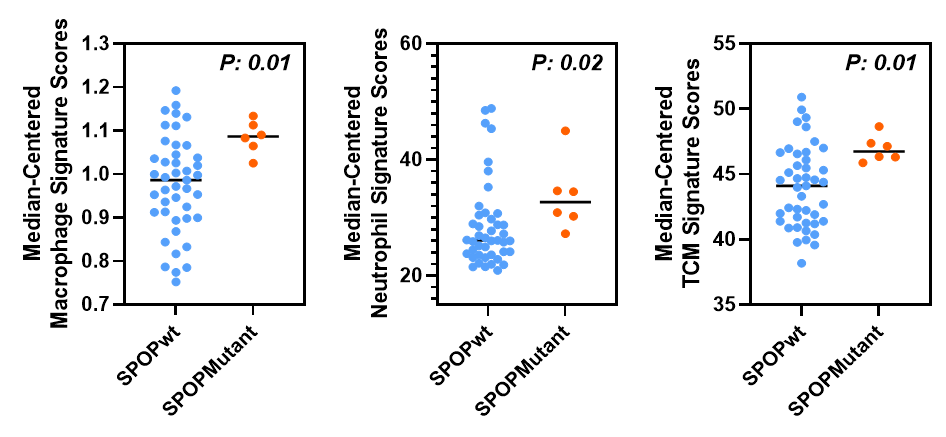 Median-Centered
Macrophage Signature Scores
1.3
1.2
1.1
1.0
0.9
0.8
0.7
P: 0.01
SPOPwt
SPOPMutant
Median-Centered
Neutrophil Signature Scores
60
40
20
P: 0.02
SPOPwt
SPOPMutant
Median-Centered
TCM Signature Scores
55
50
45
40
35
P: 0.01
SPOPwt
SPOPMutant